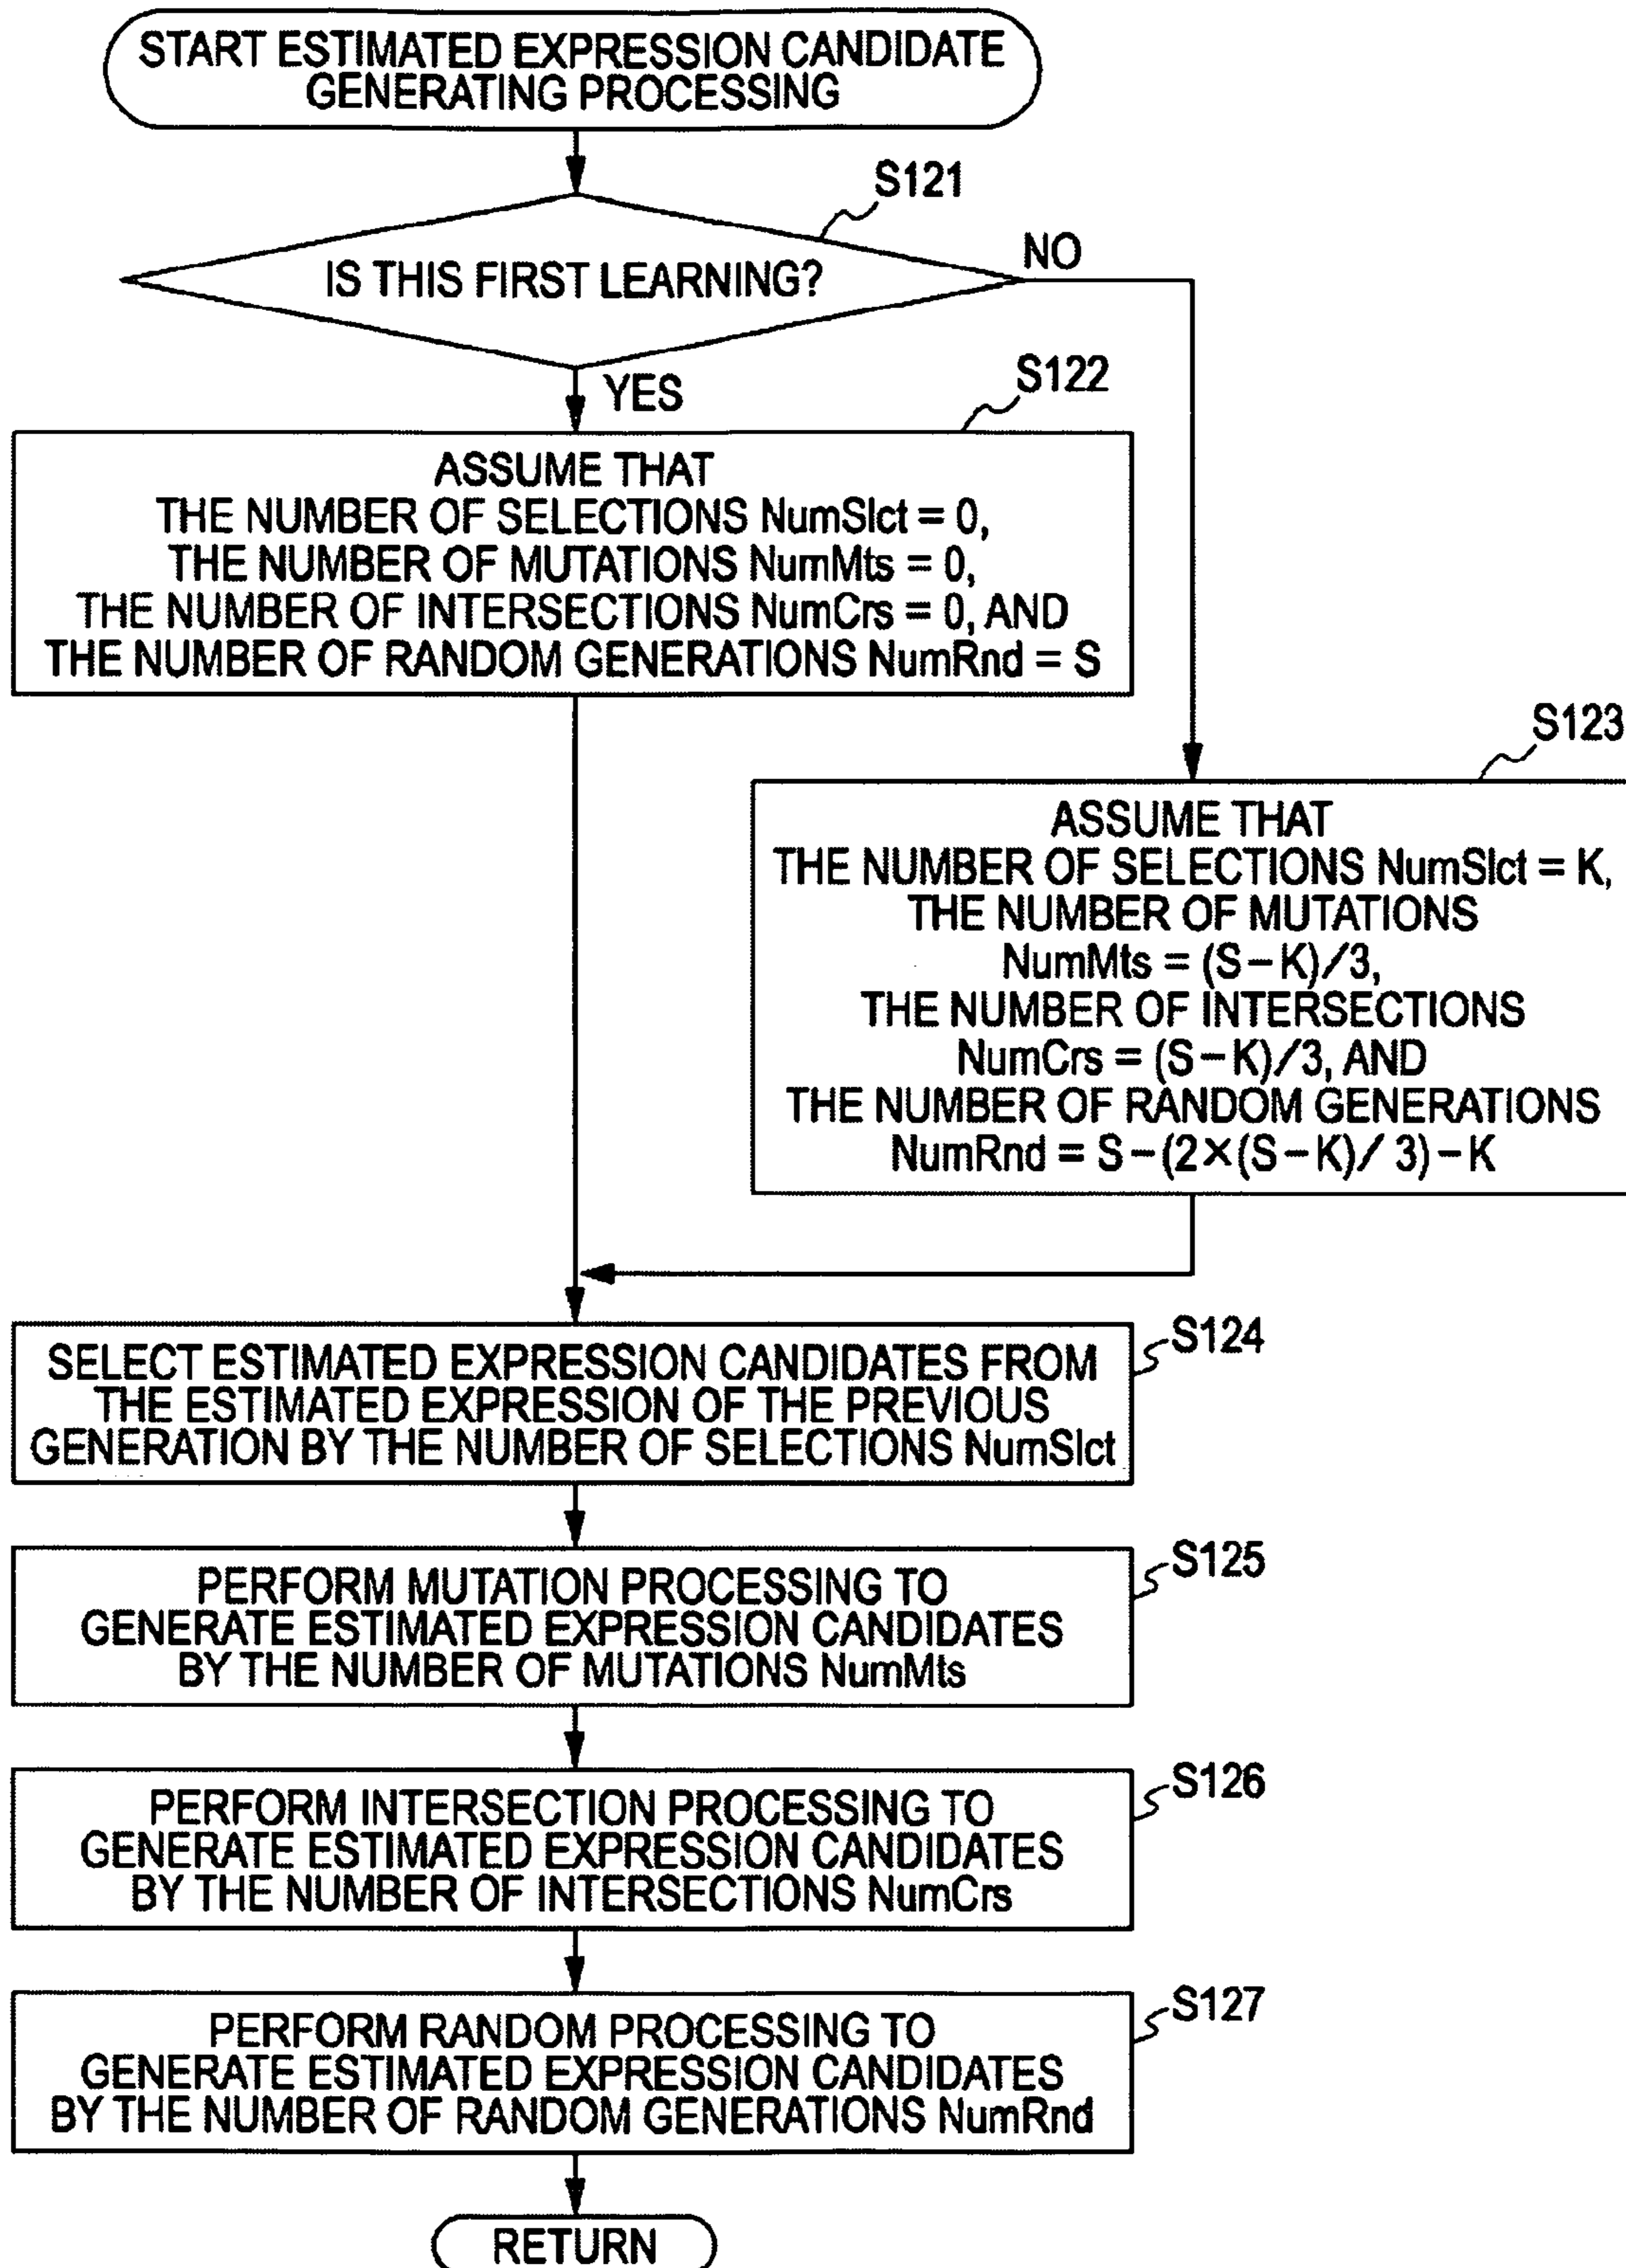 START ESTIMATED EXPRESSION CANDIDATE
GENERATING PROCESSING
S121
IS THIS FIRST LEARNING?
NO
YES
S122
ASSUME THAT
THE NUMBER OF SELECTIONS NumSlct = 0,
THE NUMBER OF MUTATIONS NumMts = 0,
THE NUMBER OF INTERSECTIONS NumCrs = 0, AND
THE NUMBER OF RANDOM GENERATIONS NumRnd = S
S123
ASSUME THAT
THE NUMBER OF SELECTIONS NumSlct = K,
THE NUMBER OF MUTATIONS
NumMts = (S-K)/3,
THE NUMBER OF INTERSECTIONS
NumCrs = (S-K)/3, AND
THE NUMBER OF RANDOM GENERATIONS
NumRnd = S-(2×(S-K)/3)-K
S124
SELECT ESTIMATED EXPRESSION CANDIDATES FROM
THE ESTIMATED EXPRESSION OF THE PREVIOUS
GENERATION BY THE NUMBER OF SELECTIONS NumSlct
S125
PERFORM MUTATION PROCESSING TO
GENERATE ESTIMATED EXPRESSION CANDIDATES
BY THE NUMBER OF MUTATIONS NumMts
S126
PERFORM INTERSECTION PROCESSING TO
GENERATE ESTIMATED EXPRESSION CANDIDATES
BY THE NUMBER OF INTERSECTIONS NumCrs
S127
PERFORM RANDOM PROCESSING TO
GENERATE ESTIMATED EXPRESSION CANDIDATES
BY THE NUMBER OF RANDOM GENERATIONS NumRnd
RETURN